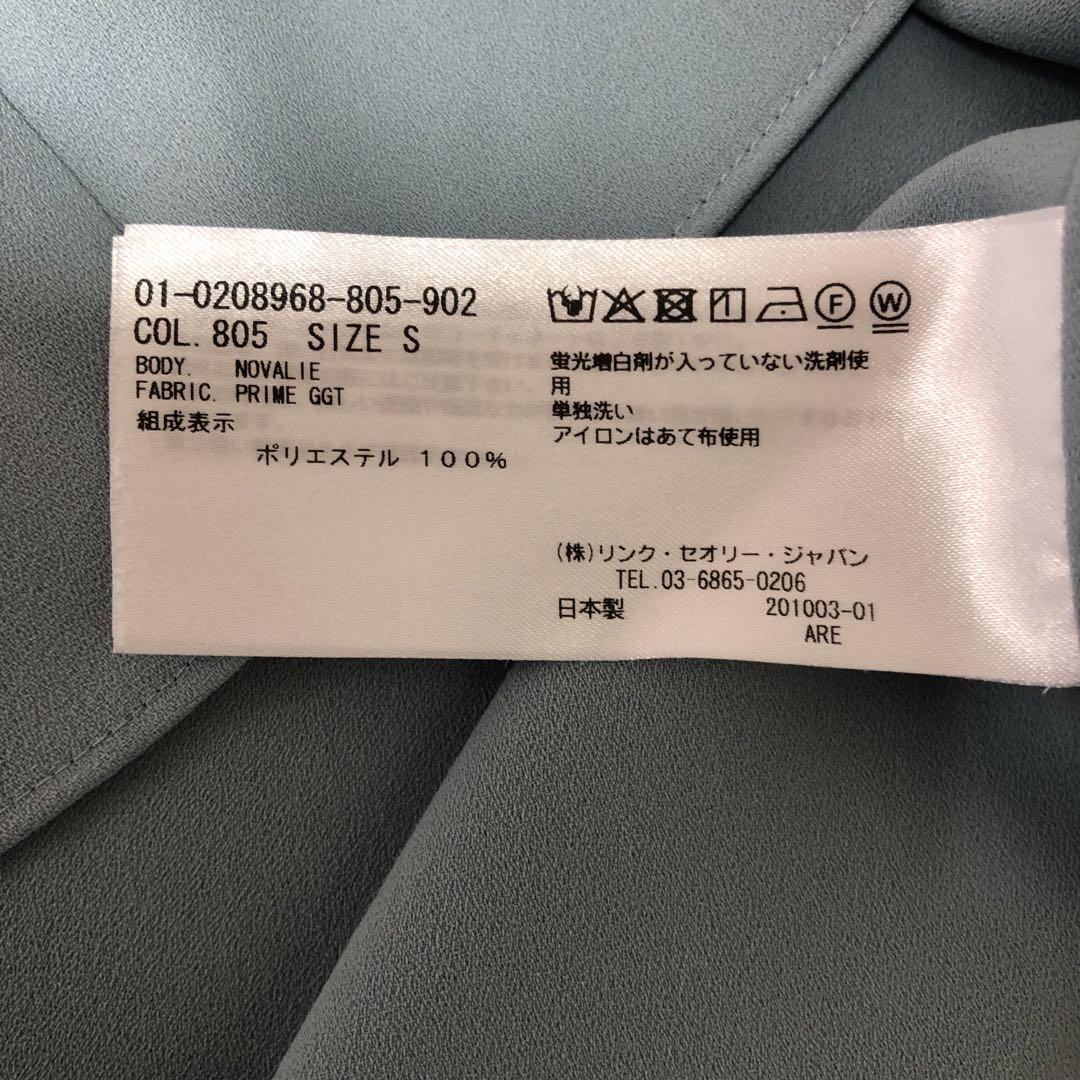 01-0208968-805-902
COL. 805 SIZE S
BODY. NOVALIE
FABRIC. PRIME GGT
組成表示
ポリエステル 100%
F W
蛍光増白剤が入っていない洗剤使
用
単独洗い
アイロンはあて布使用
(株)リンク・セオリー・ジャパン
TEL.03-6865-0206
日本製 201003-01
ARE